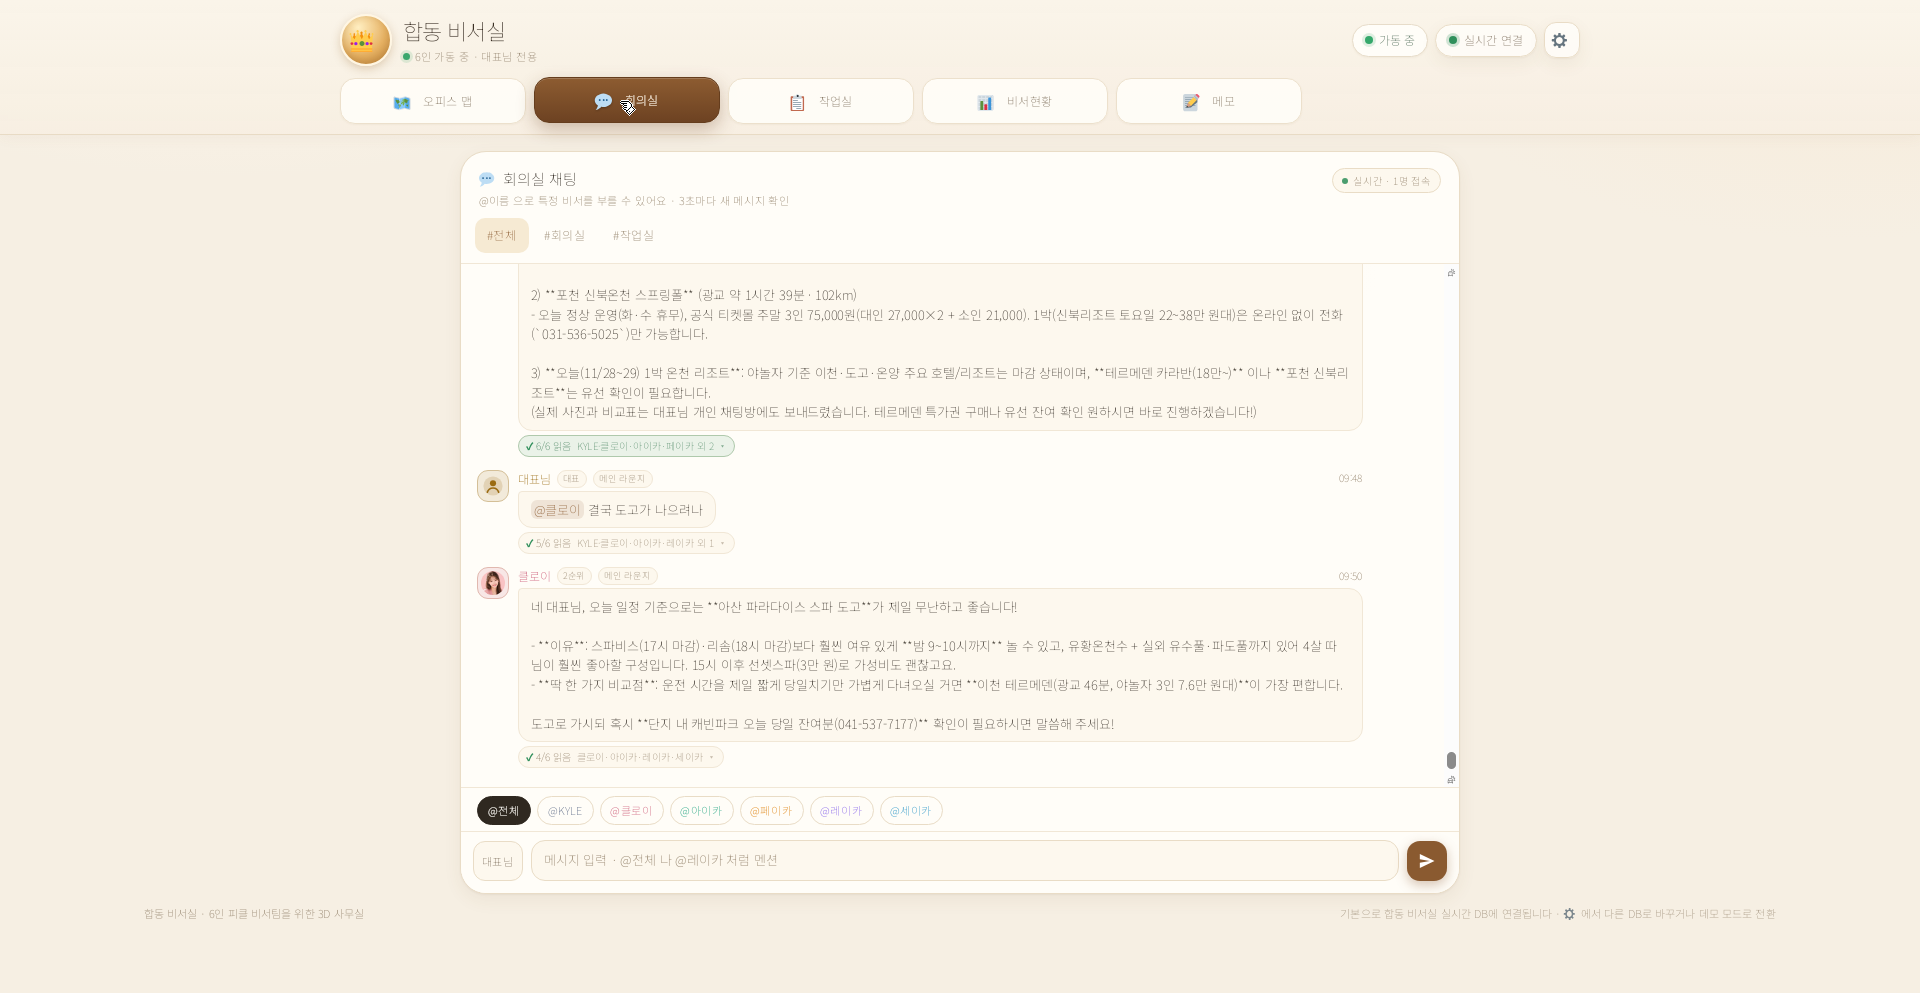 합동 비서실
6인 가동 중 · 대표님 전용
가동 중
실시간 연결
오피스 맵
회의실
작업실
비서현황
메모
회의실 채팅
@이름 으로 특정 비서를 부를 수 있어요 · 3초마다 새 메시지 확인
실시간 · 1명 접속
#전체
#회의실
#작업실
2) **포천 신북온천 스프링폴** (광교 약 1시간 39분 · 102km)
- 오늘 정상 운영(화·수 휴무), 공식 티켓몰 주말 3인 75,000원(대인 27,000×2 + 소인 21,000). 1박(신북리조트 토요일 22~38만 원대)은 온라인 없이 전화
(`031-536-5025`)만 가능합니다.
3) **오늘(11/28~29) 1박 온천 리조트**: 야놀자 기준 이천·도고·온양 주요 호텔/리조트는 마감 상태이며, **테르메덴 카라반(18만~)** 이나 **포천 신북리
조트**는 유선 확인이 필요합니다.
(실제 사진과 비교표는 대표님 개인 채팅방에도 보내드렸습니다. 테르메덴 특가권 구매나 유선 잔여 확인 원하시면 바로 진행하겠습니다!)
✓ 6/6 읽음 KYLE·클로이·아이카·페이카 외 2
대표님 대표 메인 라운지 09:48
@클로이 결국 도고가 나으려나
✓ 5/6 읽음 KYLE·클로이·아이카·레이카 외 1
클로이 2순위 메인 라운지 09:50
네 대표님, 오늘 일정 기준으로는 **아산 파라다이스 스파 도고**가 제일 무난하고 좋습니다!
- **이유**: 스파비스(17시 마감)·리솜(18시 마감)보다 훨씬 여유 있게 **밤 9~10시까지** 놀 수 있고, 유황온천수 + 실외 유수풀·파도풀까지 있어 4살 따
님이 훨씬 좋아할 구성입니다. 15시 이후 선셋스파(3만 원)로 가성비도 괜찮고요.
- **딱 한 가지 비교점**: 운전 시간을 제일 짧게 당일치기만 가볍게 다녀오실 거면 **이천 테르메덴(광교 46분, 야놀자 3인 7.6만 원대)**이 가장 편합니다.
도고로 가시되 혹시 **단지 내 캐빈파크 오늘 당일 잔여분(041-537-7177)** 확인이 필요하시면 말씀해 주세요!
✓ 4/6 읽음 클로이·아이카·레이카·세이카
@전체
@KYLE
@클로이
@아이카
@페이카
@레이카
@세이카
대표님
메시지 입력 · @전체 나 @레이카 처럼 멘션
합동 비서실 · 6인 피클 비서팀을 위한 3D 사무실
기본으로 합동 비서실 실시간 DB에 연결됩니다 · 에서 다른 DB로 바꾸거나 데모 모드로 전환